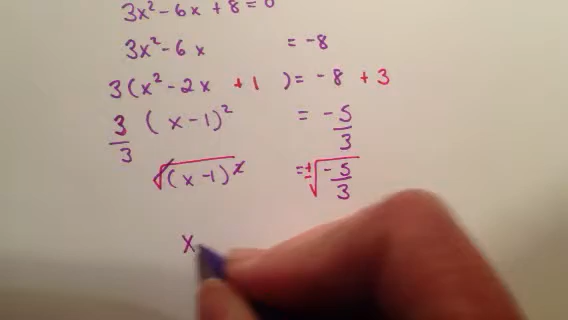 3x² - 6x + 8 = 0
3x² - 6x = -8
3(x² - 2x + 1) = -8 + 3
3/3 (x - 1)² = -5/3
√(x - 1)² = ±√-5/3
x